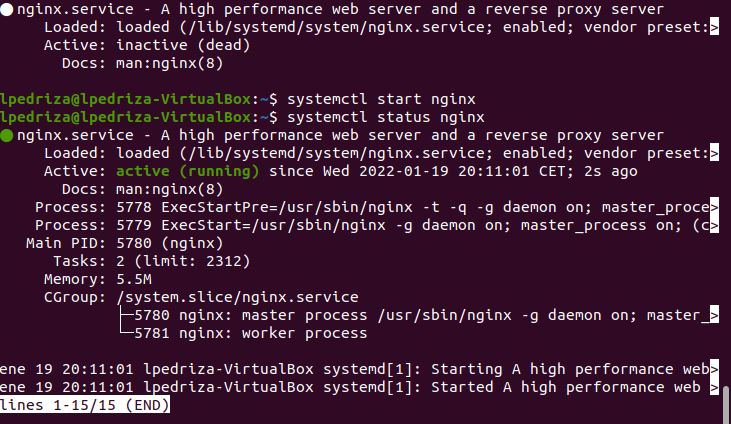 ●nginx.service - A high performance web server and a reverse proxy server
     Loaded: loaded (/lib/systemd/system/nginx.service; enabled; vendor preset:>
     Active: inactive (dead)
       Docs: man:nginx(8)

lpedriza@lpedriza-VirtualBox:~$ systemctl start nginx
lpedriza@lpedriza-VirtualBox:~$ systemctl status nginx
●nginx.service - A high performance web server and a reverse proxy server
     Loaded: loaded (/lib/systemd/system/nginx.service; enabled; vendor preset:>
     Active: active (running) since Wed 2022-01-19 20:11:01 CET; 2s ago
       Docs: man:nginx(8)
    Process: 5778 ExecStartPre=/usr/sbin/nginx -t -q -g daemon on; master_proce>
    Process: 5779 ExecStart=/usr/sbin/nginx -g daemon on; master_process on; (c>
   Main PID: 5780 (nginx)
      Tasks: 2 (limit: 2312)
     Memory: 5.5M
     CGroup: /system.slice/nginx.service
             ├─5780 nginx: master process /usr/sbin/nginx -g daemon on; master_>
             └─5781 nginx: worker process

ene 19 20:11:01 lpedriza-VirtualBox systemd[1]: Starting A high performance web>
ene 19 20:11:01 lpedriza-VirtualBox systemd[1]: Started A high performance web >
lines 1-15/15 (END)